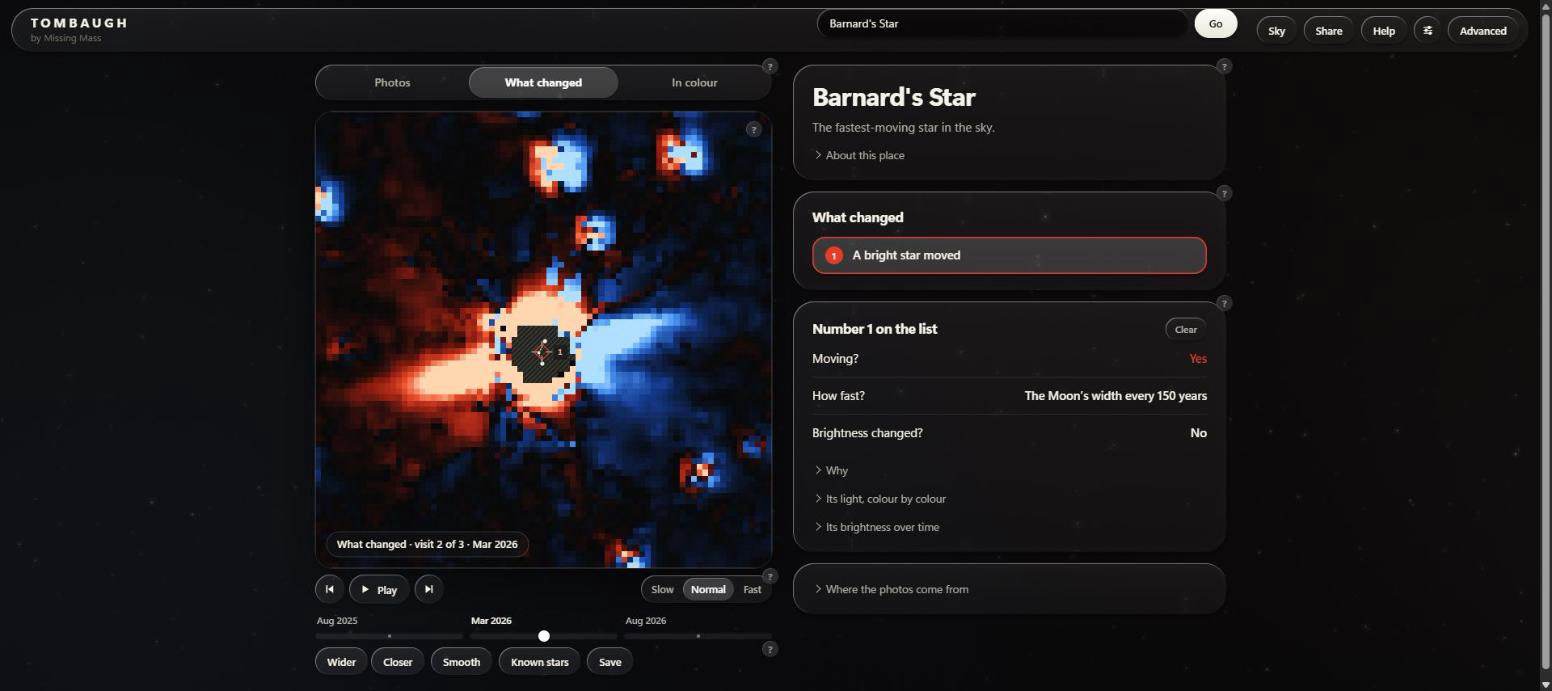 TOMBAUGH
by Missing Mass
Barnard's Star
Go
Sky
Share
Help
Advanced
Photos
What changed
In colour
?
?
1
What changed · visit 2 of 3 · Mar 2026
Play
Slow
Normal
Fast
?
Aug 2025
Mar 2026
Aug 2026
?
Wider
Closer
Smooth
Known stars
Save
?
Barnard's Star
The fastest-moving star in the sky.
About this place
?
What changed
1 A bright star moved
?
Number 1 on the list
Clear
Moving? Yes
How fast? The Moon's width every 150 years
Brightness changed? No
Why
Its light, colour by colour
Its brightness over time
Where the photos come from